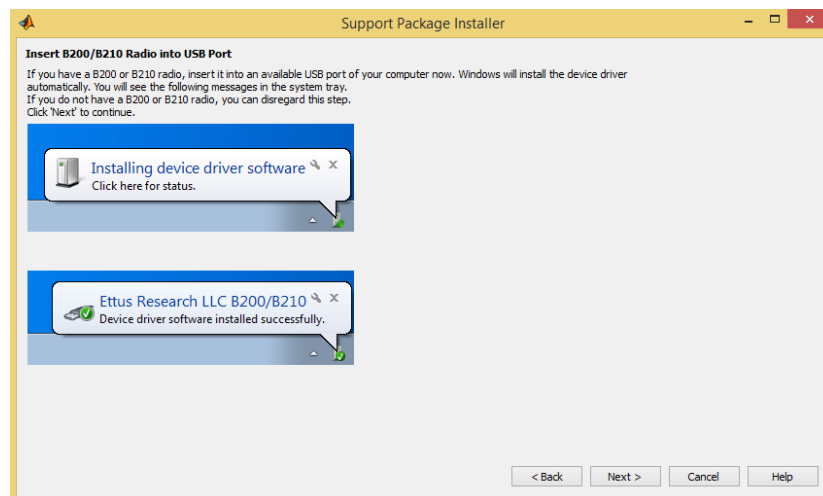 Support Package Installer
Insert B200/B210 Radio into USB Port
If you have a B200 or B210 radio, insert it into an available USB port of your computer now. Windows will install the device driver
automatically. You will see the following messages in the system tray.
If you do not have a B200 or B210 radio, you can disregard this step.
Click 'Next' to continue.
Installing device driver software
Click here for status.
Ettus Research LLC B200/B210
Device driver software installed successfully.
< Back Next > Cancel Help